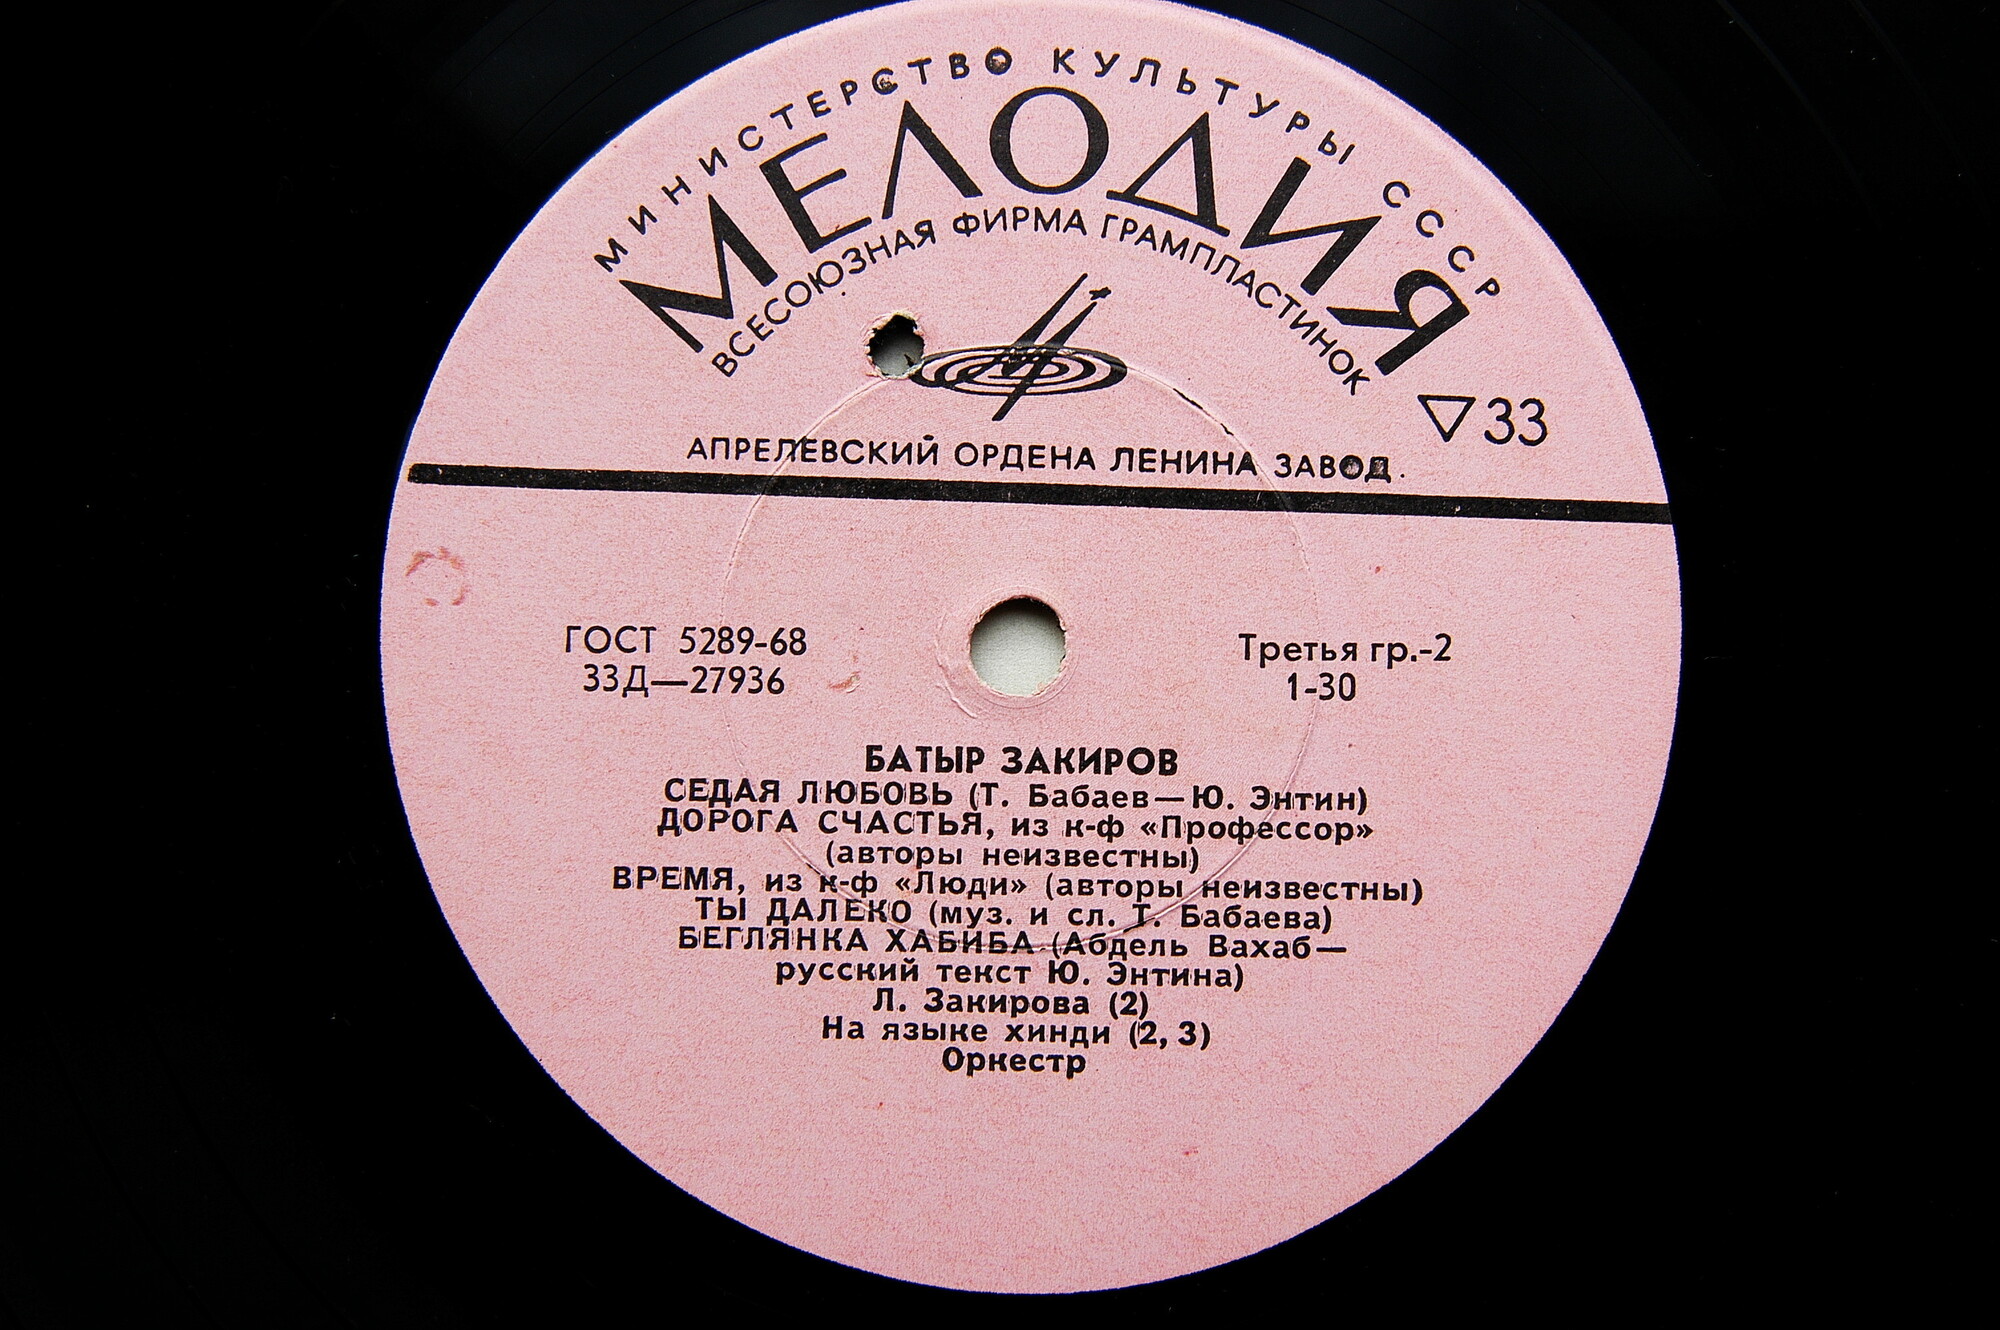 МИНИСТЕРСТВО КУЛЬТУРЫ СССР
МЕЛОДИЯ
ВСЕСОЮЗНАЯ ФИРМА ГРАМПЛАСТИНОК
▽33
АПРЕЛЕВСКИЙ ОРДЕНА ЛЕНИНА ЗАВОД.
ГОСТ 5289-68
33Д—27936
Третья гр.-2
1-30
БАТЫР ЗАКИРОВ
СЕДАЯ ЛЮБОВЬ (Т. Бабаев—Ю. Энтин)
ДОРОГА СЧАСТЬЯ, из к-ф «Профессор»
(авторы неизвестны)
ВРЕМЯ, из к-ф «Люди» (авторы неизвестны)
ТЫ ДАЛЕКО (муз. и сл. Т. Бабаева)
БЕГЛЯНКА ХАБИБА (Абдель Вахаб—
русский текст Ю. Энтина)
Л. Закирова (2)
На языке хинди (2, 3)
Оркестр